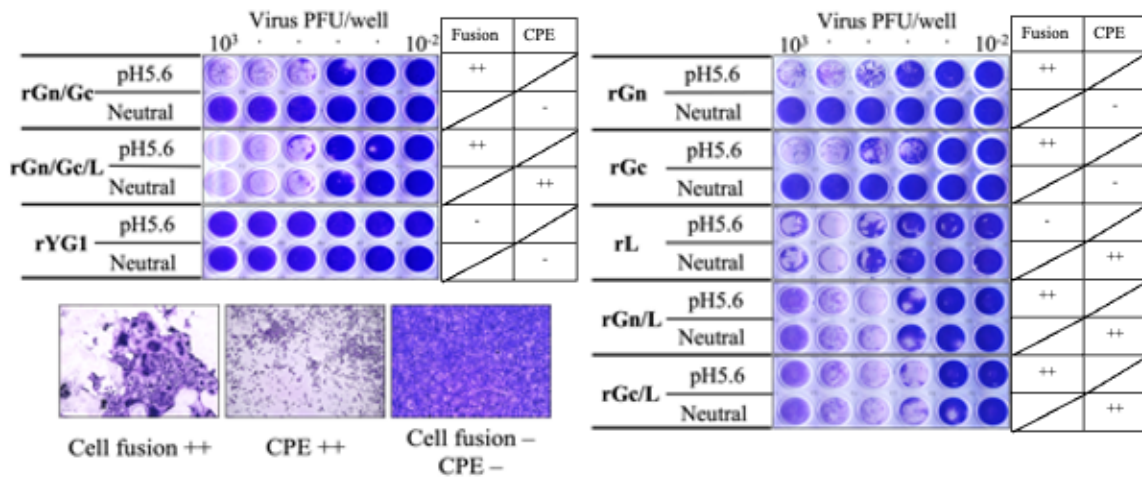 Virus PFU/well
10³ · · · · 10⁻²
Fusion CPE
rGn/Gc
pH5.6 ++
Neutral -
rGn/Gc/L
pH5.6 ++
Neutral ++
rYG1
pH5.6 -
Neutral -
Cell fusion ++
CPE ++
Cell fusion –
CPE –
Virus PFU/well
10³ · · · · 10⁻²
Fusion CPE
rGn
pH5.6 ++
Neutral -
rGc
pH5.6 ++
Neutral -
rL
pH5.6 -
Neutral ++
rGn/L
pH5.6 ++
Neutral ++
rGc/L
pH5.6 ++
Neutral ++